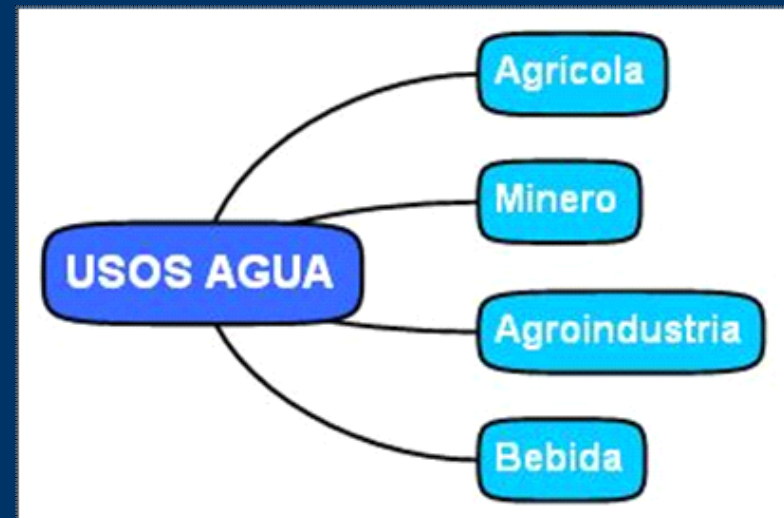 USOS AGUA
Agrícola
Minero
Agroindustria
Bebida